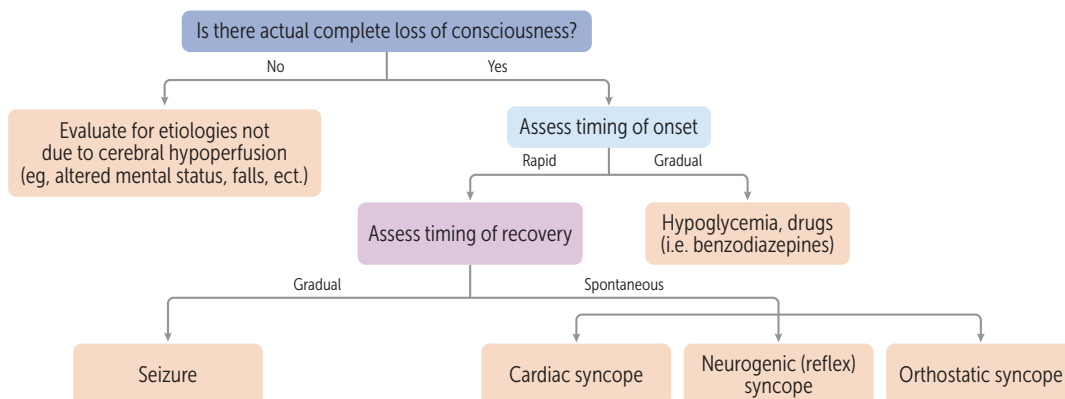 Is there actual complete loss of consciousness?
No
Yes
Evaluate for etiologies not
due to cerebral hypoperfusion
(eg, altered mental status, falls, ect.)
Assess timing of onset
Rapid
Gradual
Assess timing of recovery
Hypoglycemia, drugs
(i.e. benzodiazepines)
Gradual
Spontaneous
Seizure
Cardiac syncope
Neurogenic (reflex)
syncope
Orthostatic syncope